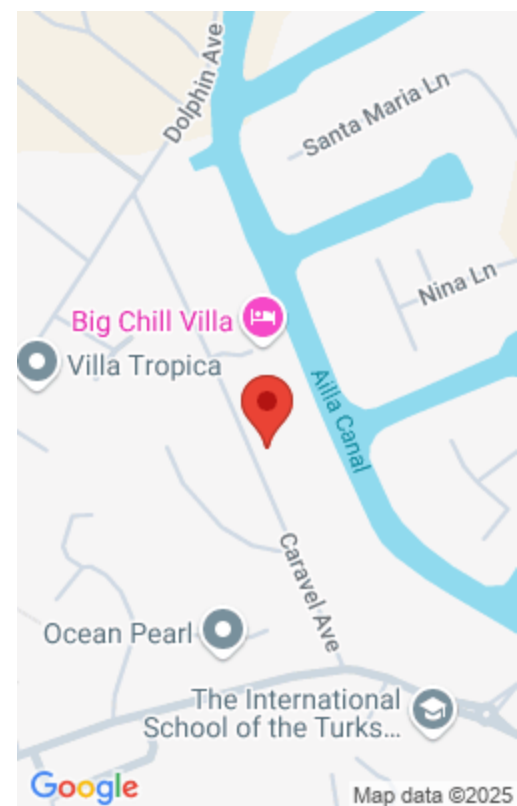 Dolphin Ave
Santa Maria Ln
Nina Ln
Big Chill Villa
Villa Tropica
Ailla Canal
Caravel Ave
Ocean Pearl
The International
School of the Turks...
Google
Map data ©2025